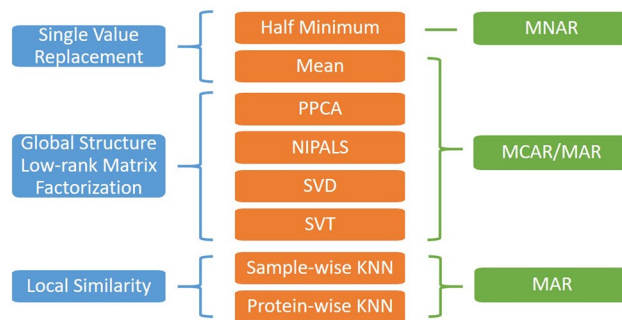 Single Value
Replacement
Half Minimum
MNAR
Mean
Global Structure
Low-rank Matrix
Factorization
PPCA
NIPALS
SVD
SVT
MCAR/MAR
Local Similarity
Sample-wise KNN
Protein-wise KNN
MAR